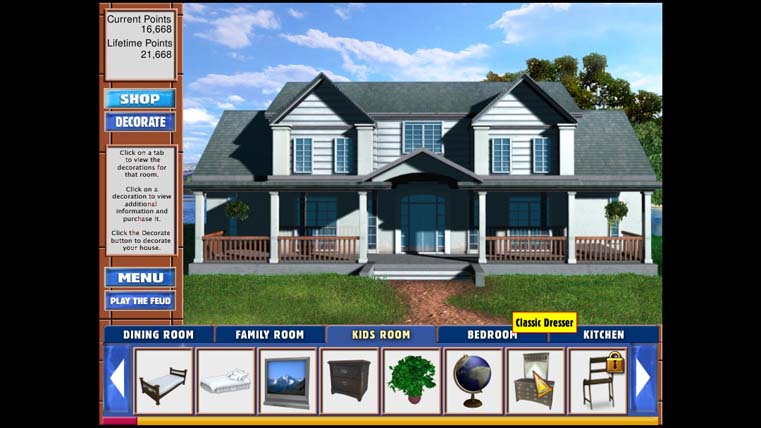 Current Points
16,668
Lifetime Points
21,668
SHOP
DECORATE
Click on a tab
to view the
decorations for
that room.
Click on a
decoration to view
additional
information and
purchase it.
Click the Decorate
button to decorate
your house.
MENU
PLAY THE FEUD
Classic Dresser
DINING ROOM
FAMILY ROOM
KIDS ROOM
BEDROOM
KITCHEN